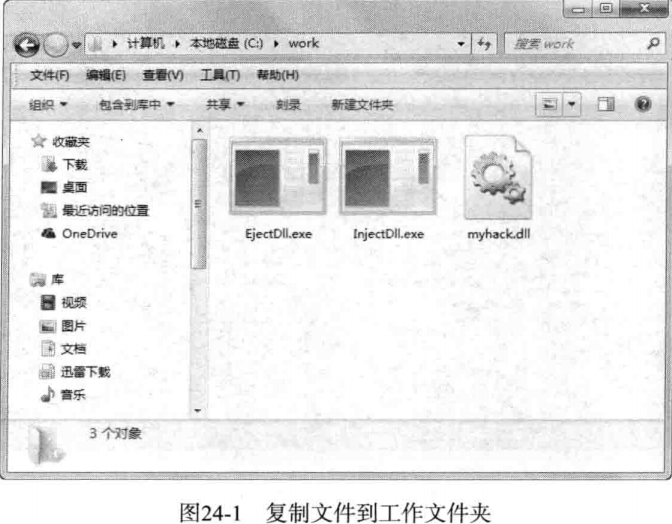 计算机 ▸ 本地磁盘 (C:) ▸ work
搜索 work
文件(F) 编辑(E) 查看(V) 工具(T) 帮助(H)
组织 包含到库中 共享 刻录 新建文件夹
收藏夹
下载
桌面
最近访问的位置
OneDrive
库
视频
图片
文档
迅雷下载
音乐
EjectDll.exe InjectDll.exe myhack.dll
3 个对象
图24-1 复制文件到工作文件夹